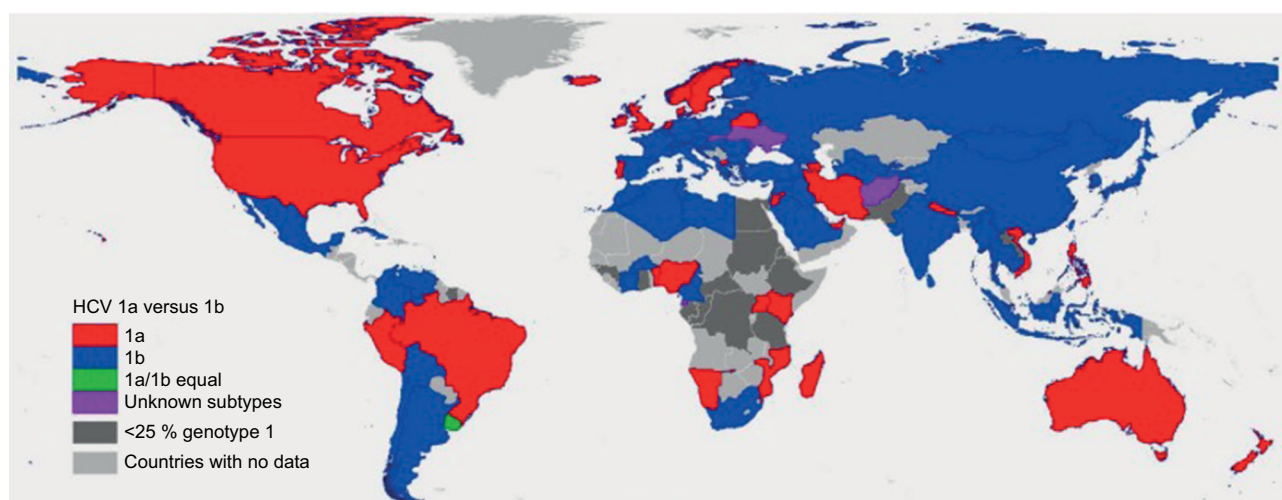 HCV 1a versus 1b
1a
1b
1a/1b equal
Unknown subtypes
<25 % genotype 1
Countries with no data